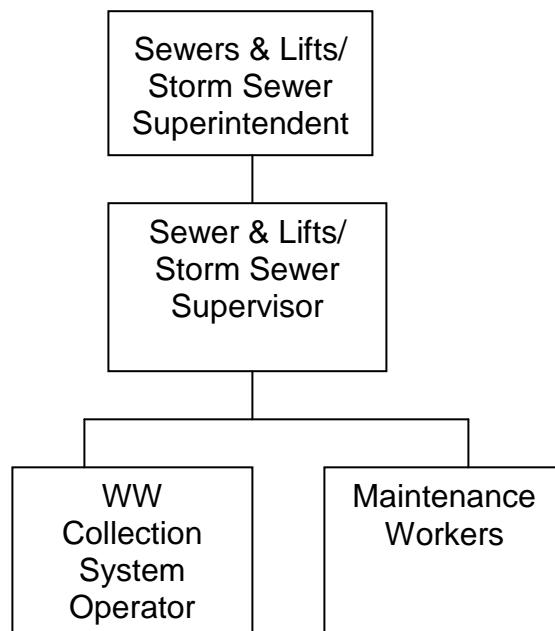 Sewers & Lifts/
Storm Sewer
Superintendent
Sewer & Lifts/
Storm Sewer
Supervisor
WW
Collection
System
Operator
Maintenance
Workers